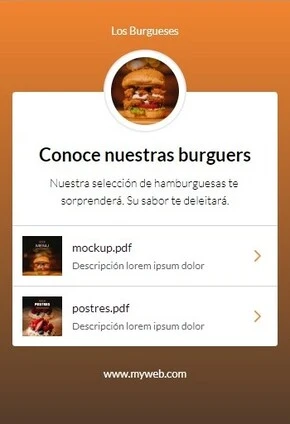 Los Burgueses
Conoce nuestras burguers
Nuestra selección de hamburguesas te
sorprenderá. Su sabor te deleitará.
MENU
mockup.pdf
Descripción lorem ipsum dolor
POSTRES
postres.pdf
Descripción lorem ipsum dolor
www.myweb.com